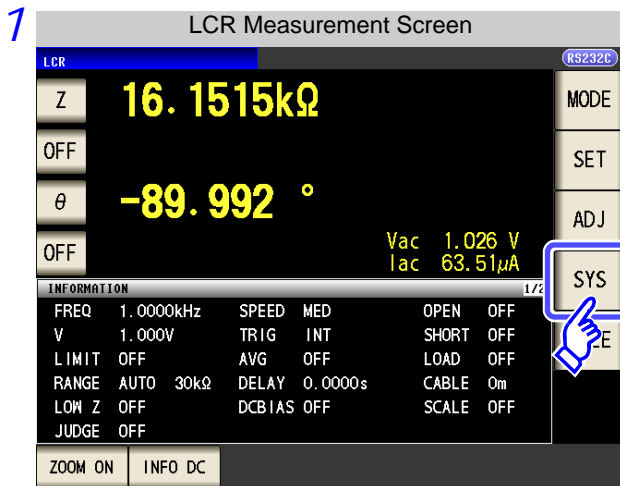 1
LCR Measurement Screen
LCR
RS232C
Z 16.1515kΩ
MODE
OFF
SET
θ -89.992 °
ADJ
OFF
Vac 1.026 V
Iac 63.51μA
SYS
INFORMATION 1/2
FREQ 1.0000kHz SPEED MED OPEN OFF
V 1.000V TRIG INT SHORT OFF
LIMIT OFF AVG OFF LOAD OFF
RANGE AUTO 30kΩ DELAY 0.0000s CABLE 0m
LOW Z OFF DCBIAS OFF SCALE OFF
JUDGE OFF
ZOOM ON INFO DC